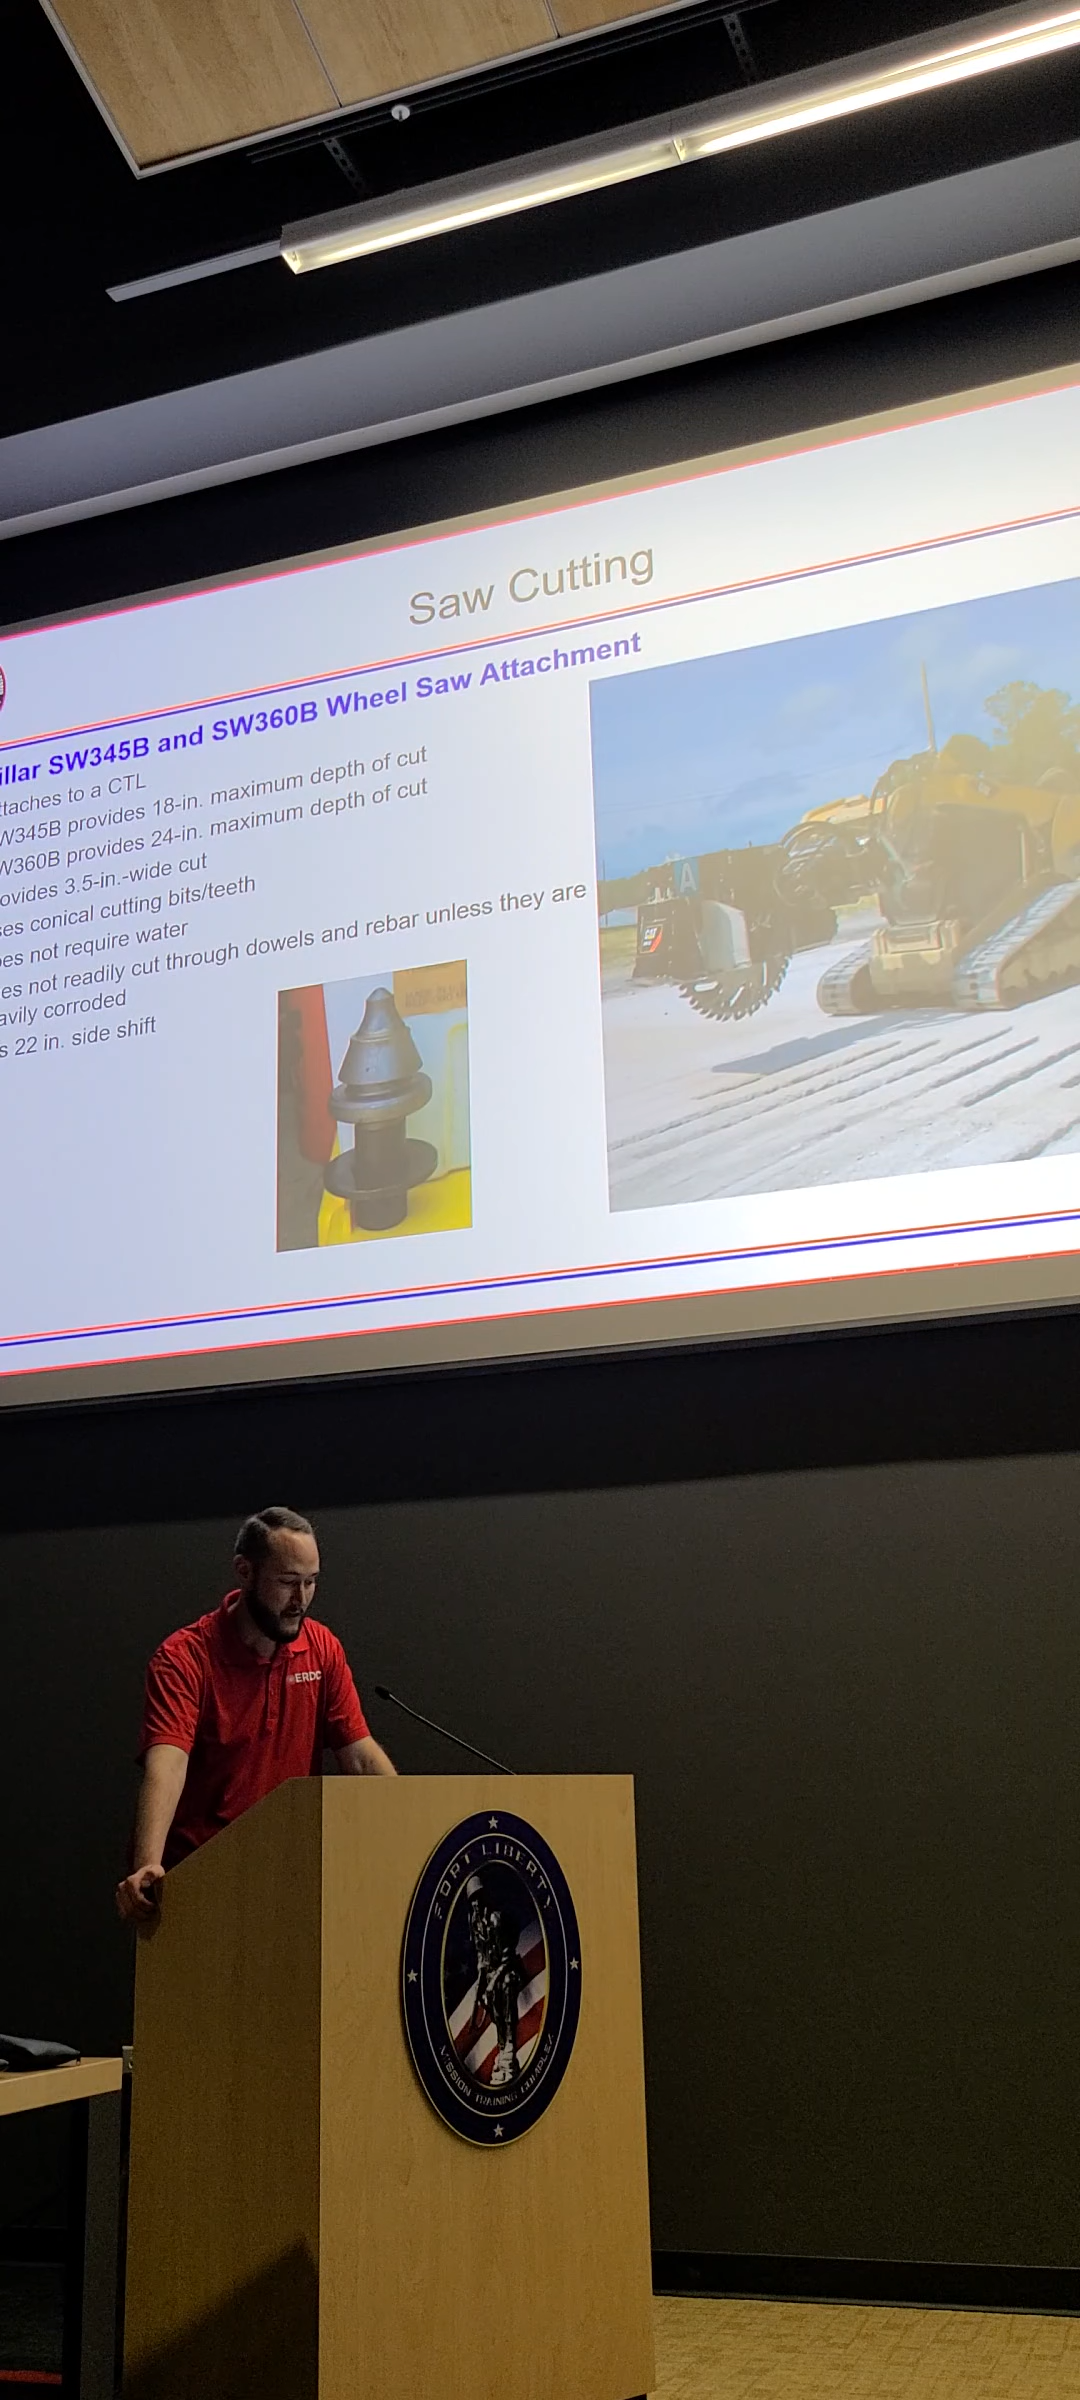 Saw Cutting
illar SW345B and SW360B Wheel Saw Attachment
ttaches to a CTL
W345B provides 18-in. maximum depth of cut
W360B provides 24-in. maximum depth of cut
ovides 3.5-in.-wide cut
es conical cutting bits/teeth
es not require water
es not readily cut through dowels and rebar unless they are
avily corroded
s 22 in. side shift
A
CAT
ERDC
FORT LIBERTY
MISSION TRAINING COMPLEX